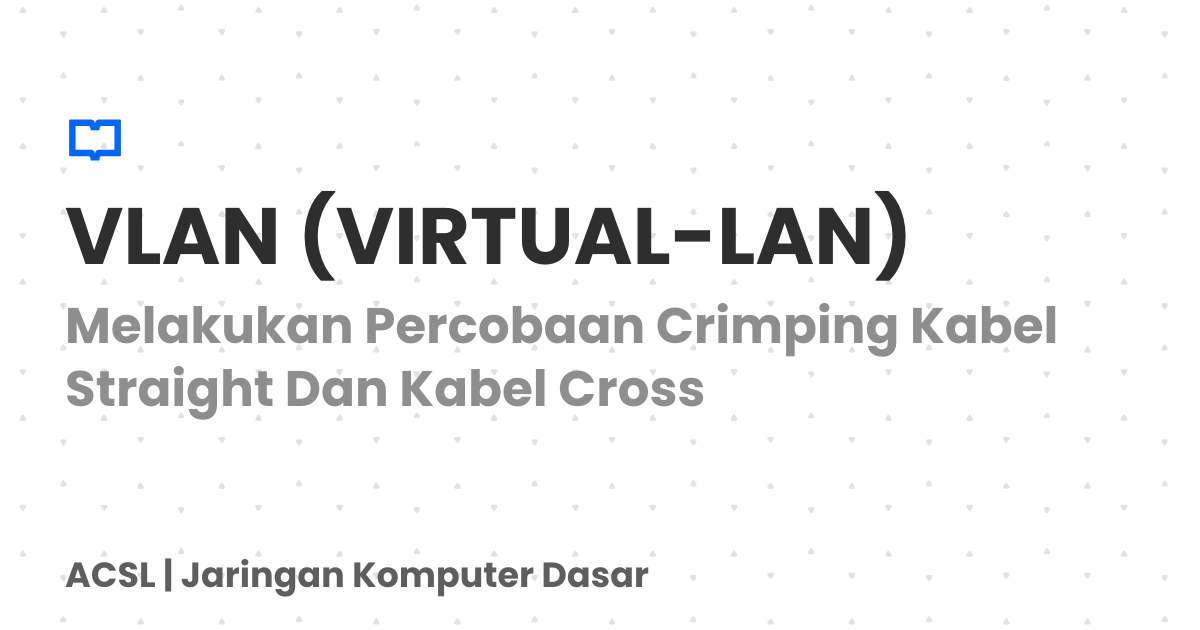 VLAN (VIRTUAL-LAN)
Melakukan Percobaan Crimping Kabel
Straight Dan Kabel Cross
ACSL | Jaringan Komputer Dasar